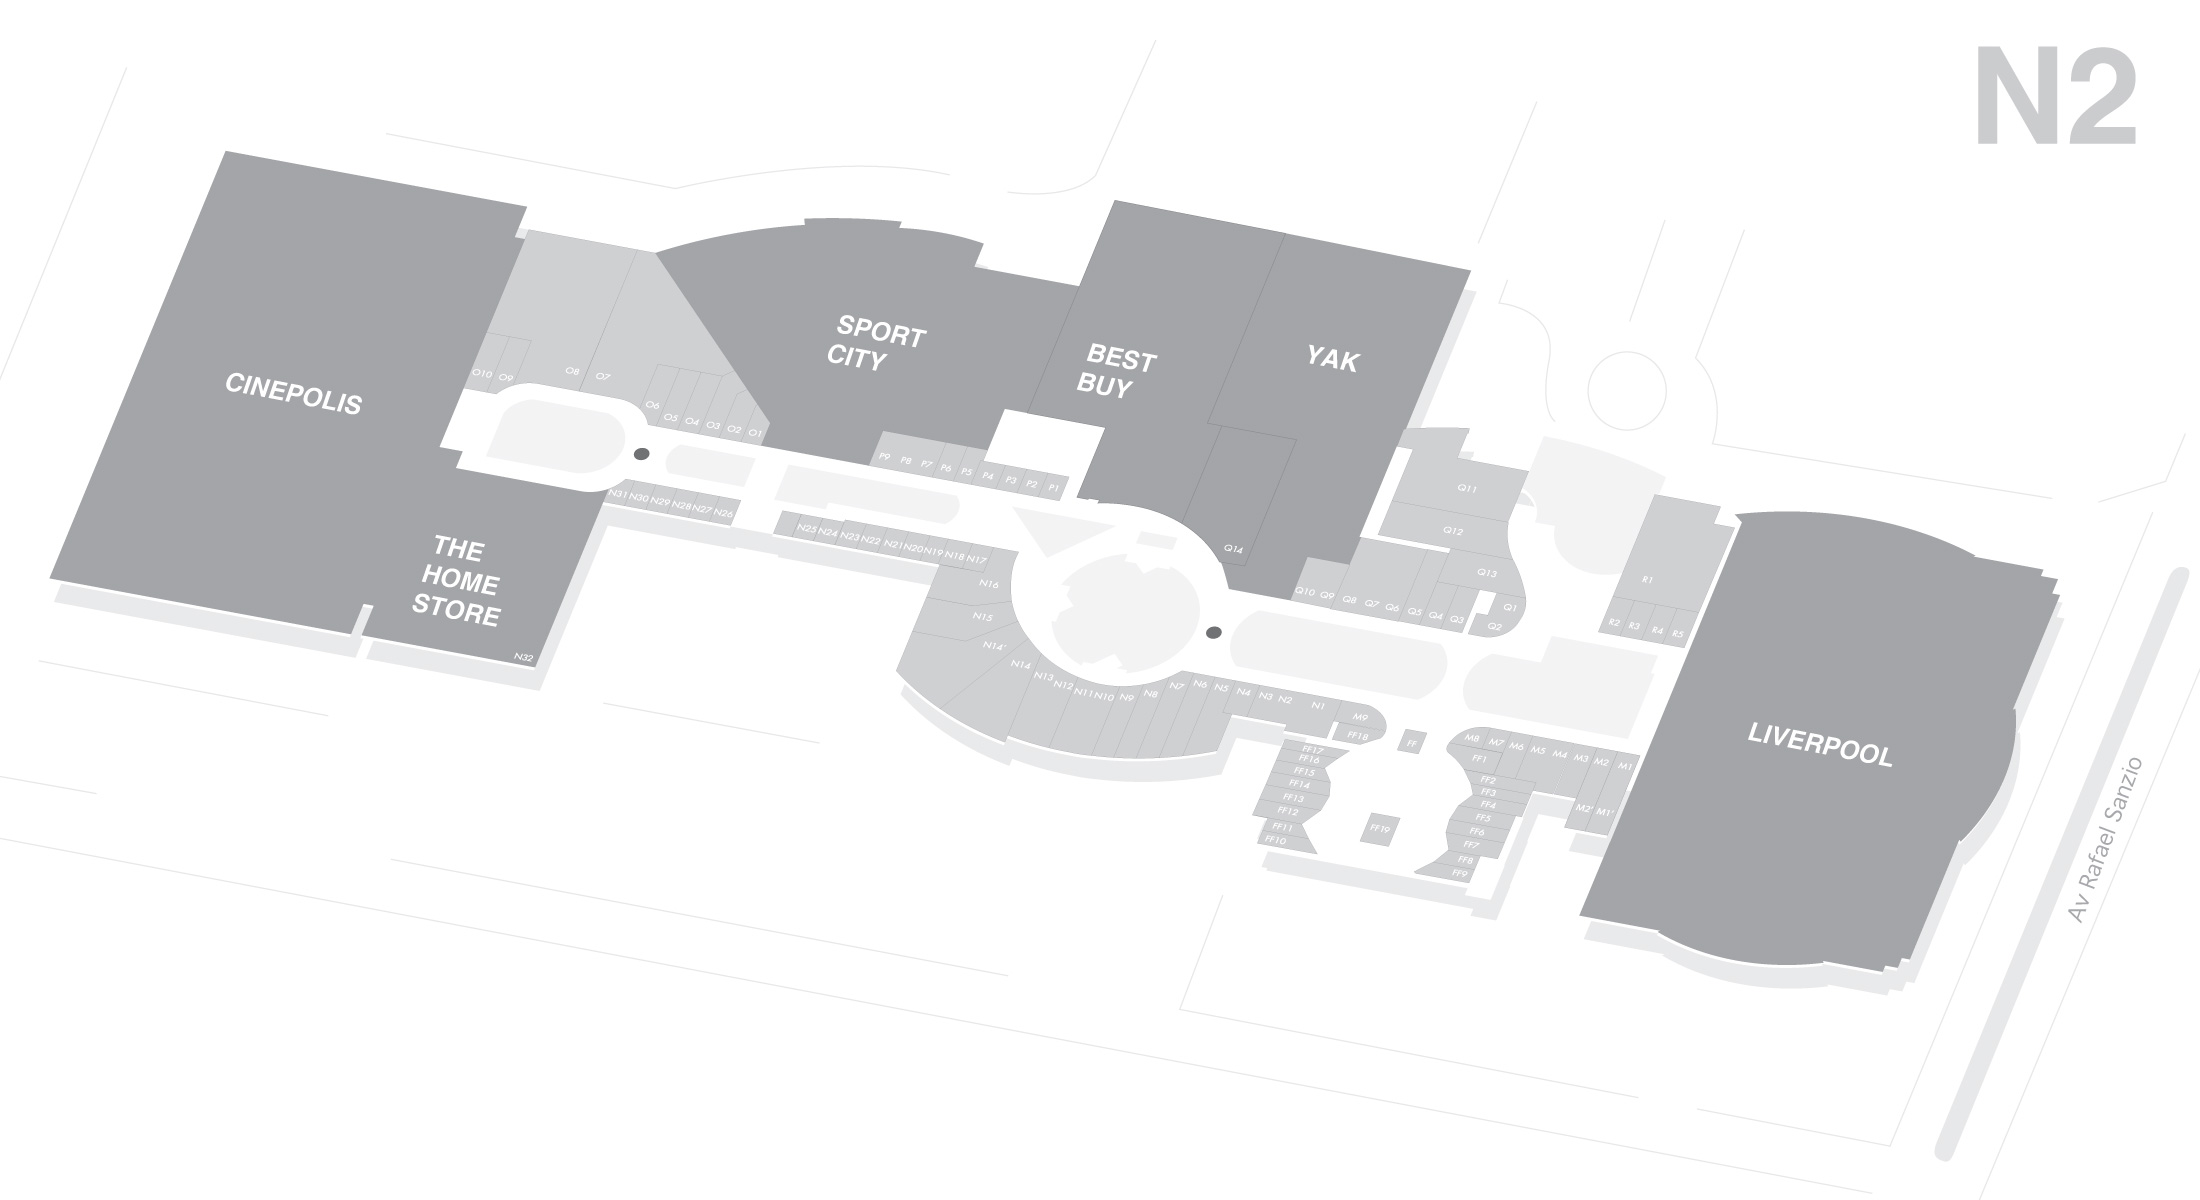 N2
CINEPOLIS
SPORT
CITY
BEST
BUY
YAK
THE
HOME
STORE
LIVERPOOL
Av Rafael Sanzio
O10 O9 O8 O7
O6 O5 O4 O3 O2 O1
P9 P8 P7 P6 P5 P4 P3 P2 P1
N31 N30 N29 N28 N27 N26
N25 N24 N23 N22 N21 N20 N19 N18 N17
N16
N15
N14'
N14
N13 N12 N11 N10 N9 N8 N7 N6 N5 N4 N3 N2 N1
N32
Q14
Q11
Q12
Q13
Q10 Q9 Q8 Q7 Q6 Q5 Q4 Q3
Q1
Q2
R1
R2 R3 R4 R5
M9
FF18
FF
FF17
FF16
FF15
FF14
FF13
FF12
FF11
FF10
FF19
M8 M7 M6 M5 M4 M3 M2 M1
M2' M1'
FF1
FF2
FF3
FF4
FF5
FF6
FF7
FF8
FF9